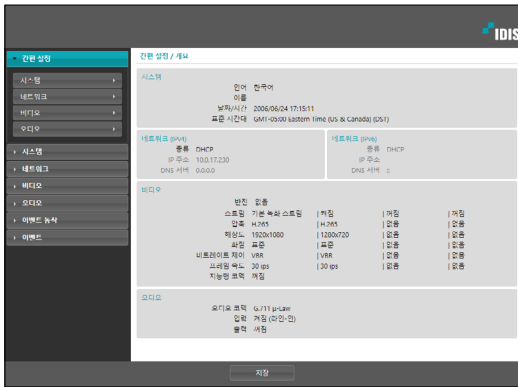 IDIS
간편 설정
시스템
네트워크
비디오
오디오
시스템
네트워크
비디오
오디오
이벤트 동작
이벤트
간편 설정 / 개요
시스템
언어 한국어
이름
날짜/시간 2006/06/24 17:15:11
표준 시간대 GMT-05:00 Eastern Time (US & Canada) (DST)
네트워크 (IPv4)
종류 DHCP
IP 주소 10.0.17.230
DNS 서버 0.0.0.0
네트워크 (IPv6)
종류 DHCP
IP 주소
DNS 서버 ::
비디오
반전 없음
스트림 기본 녹화 스트림 | 켜짐 | 꺼짐 | 꺼짐
압축 H.265 | H.265 | 없음 | 없음
해상도 1920x1080 | 1280x720 | 없음 | 없음
화질 표준 | 표준 | 없음 | 없음
비트레이트 제어 VBR | VBR | 없음 | 없음
프레임 속도 30 ips | 30 ips | 없음 | 없음
지능형 코덱 꺼짐
오디오
오디오 코덱 G.711 μ-Law
입력 켜짐 (라인-인)
출력 꺼짐
저장